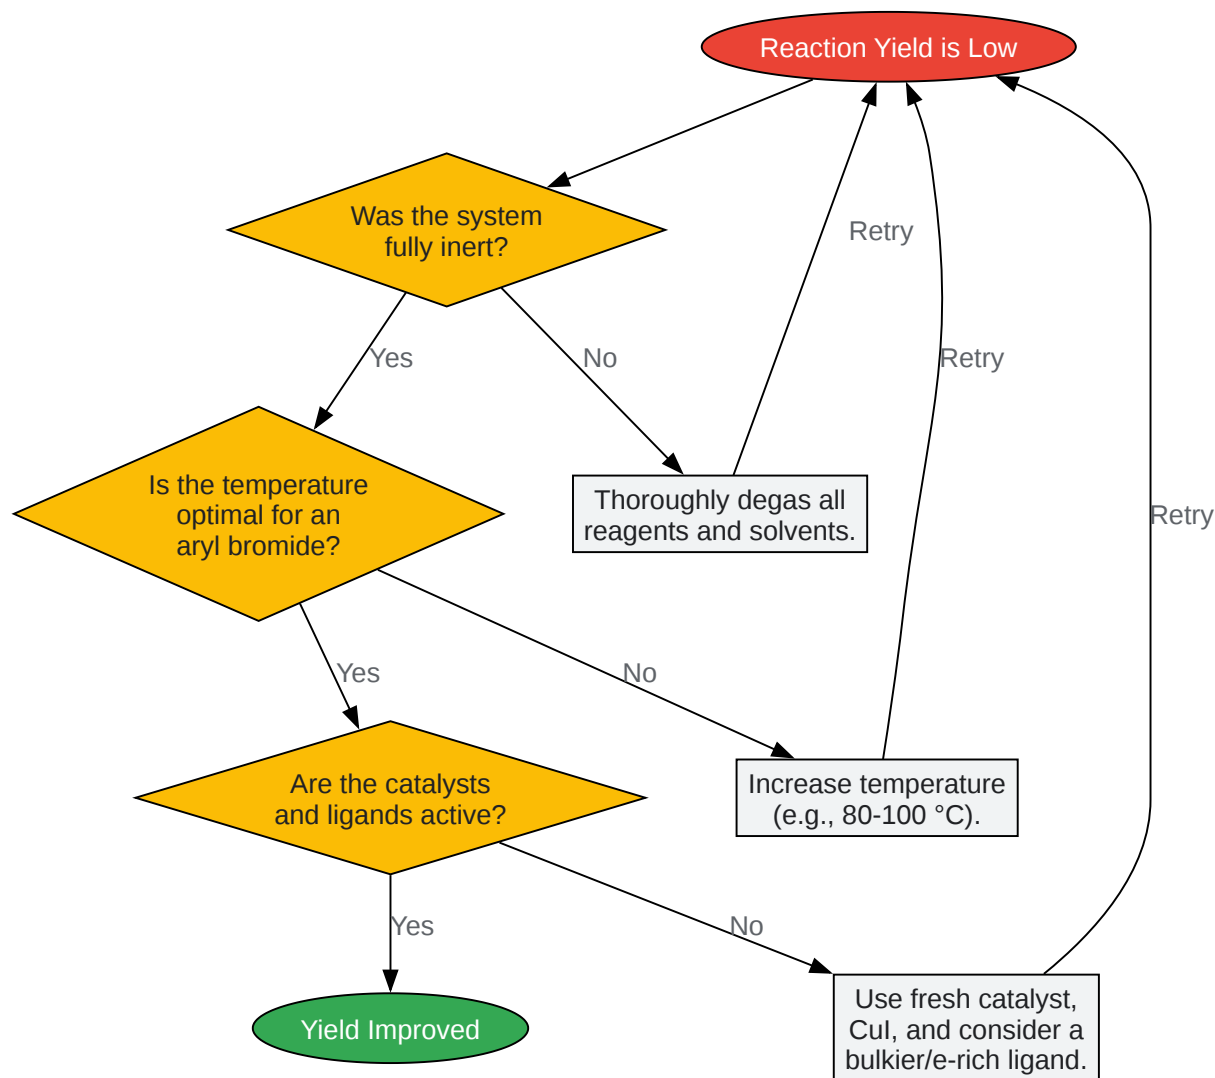 Reaction Yield is Low
Was the system
fully inert?
Retry
Yes
No
Retry
Is the temperature
optimal for an
aryl bromide?
Thoroughly degas all
reagents and solvents.
Retry
Yes
No
Are the catalysts
and ligands active?
Increase temperature
(e.g., 80-100 °C).
Yes
No
Yield Improved
Use fresh catalyst,
CuI, and consider a
bulkier/e-rich ligand.